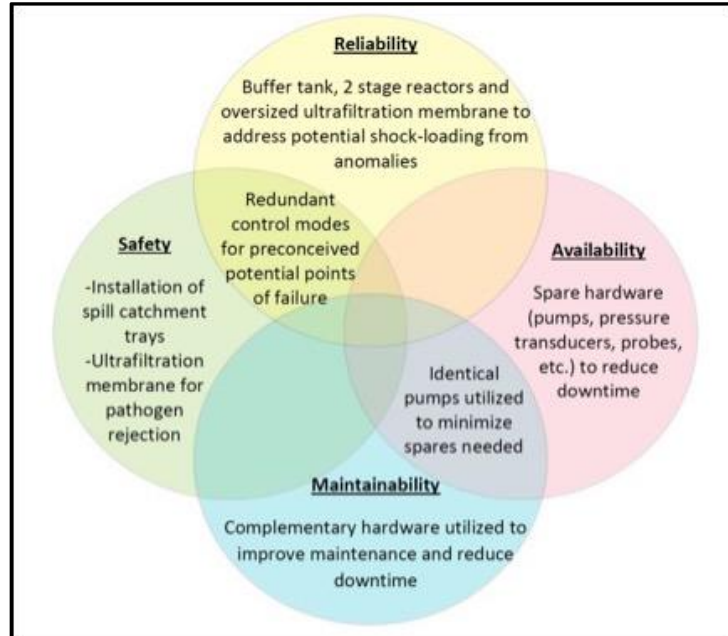 Reliability
Buffer tank, 2 stage reactors and
oversized ultrafiltration membrane to
address potential shock-loading from
anomalies
Redundant
control modes
for preconceived
potential points
of failure
Safety
-Installation of
spill catchment
trays
-Ultrafiltration
membrane for
pathogen
rejection
Availability
Spare hardware
(pumps, pressure
transducers, probes,
etc.) to reduce
downtime
Identical
pumps utilized
to minimize
spares needed
Maintainability
Complementary hardware utilized to
improve maintenance and reduce
downtime